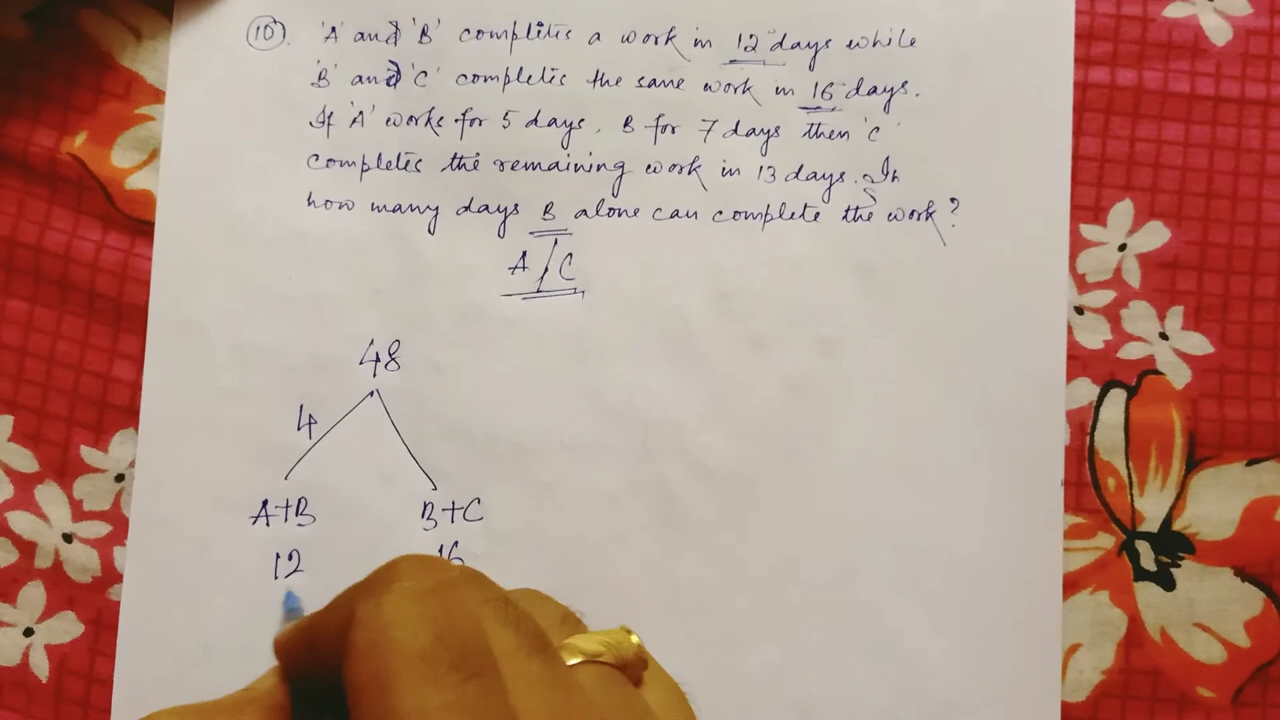 10. 'A' and 'B' completes a work in 12 days while
'B' and 'C' completes the same work in 16 days.
If 'A' works for 5 days, B for 7 days then 'C'
completes the remaining work in 13 days. In
how many days B alone can complete the work?
A / C
48
4
A+B B+C
12 16